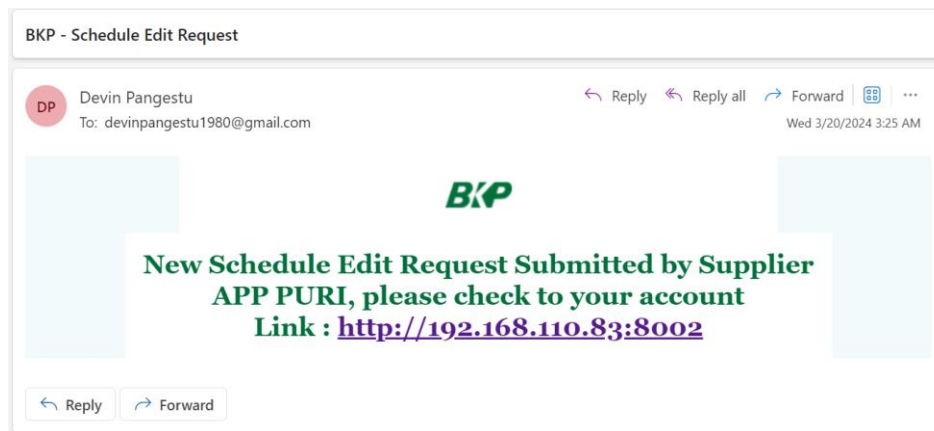 BKP - Schedule Edit Request
DP
Devin Pangestu
Reply
Reply all
Forward
To: devinpangestu1980@gmail.com
Wed 3/20/2024 3:25 AM
BKP
New Schedule Edit Request Submitted by Supplier
APP PURI, please check to your account
Link : http://192.168.110.83:8002
Reply
Forward